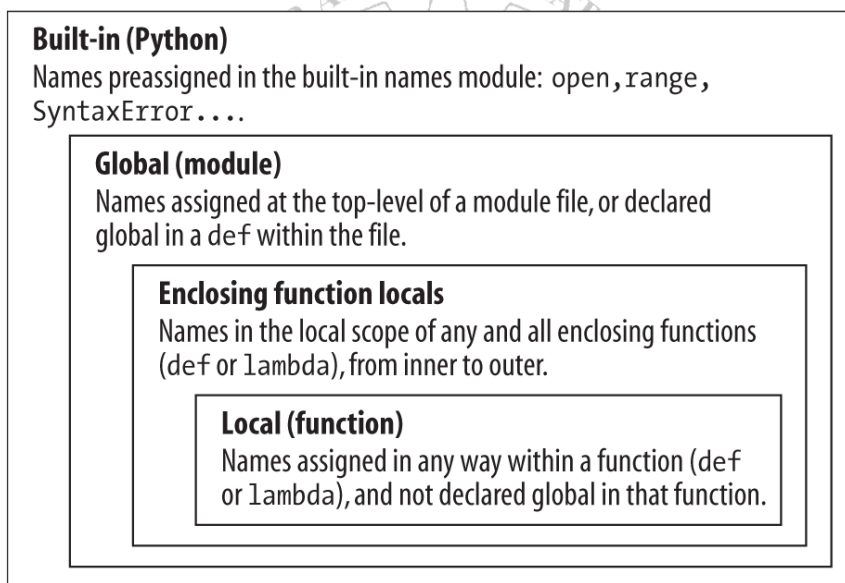 Built-in (Python)
Names preassigned in the built-in names module: open,range,
SyntaxError....
Global (module)
Names assigned at the top-level of a module file, or declared
global in a def within the file.
Enclosing function locals
Names in the local scope of any and all enclosing functions
(def or lambda), from inner to outer.
Local (function)
Names assigned in any way within a function (def
or lambda), and not declared global in that function.